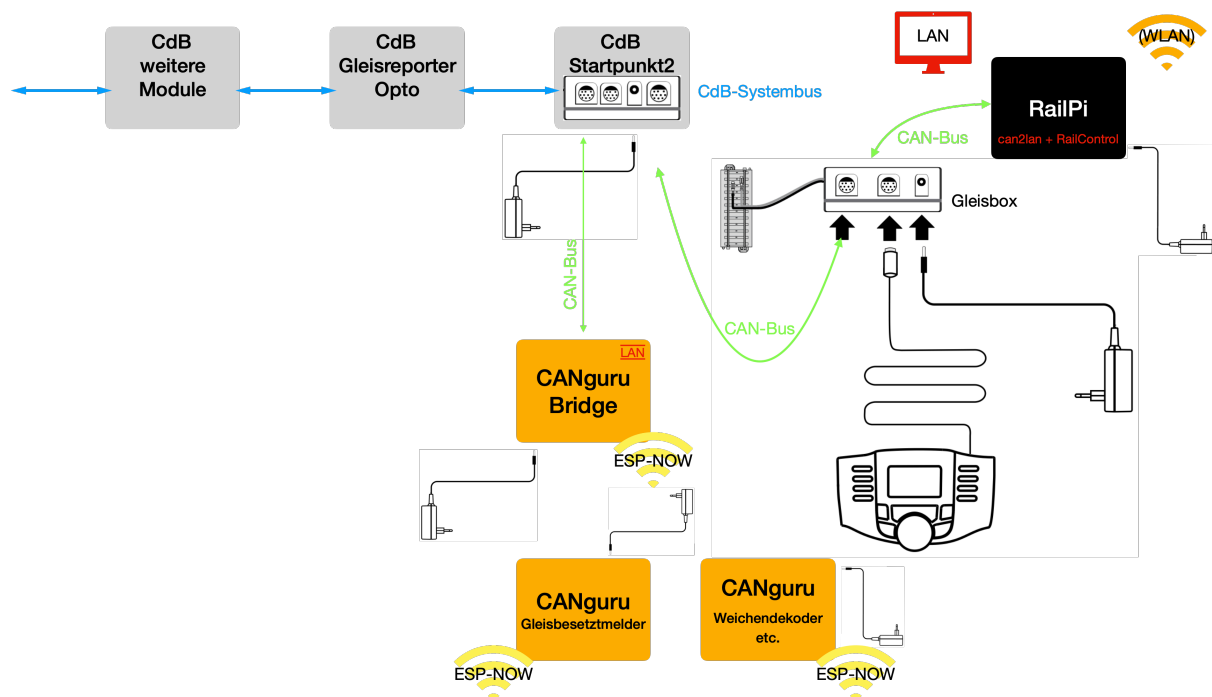 CdB
weitere
Module
CdB
Gleisreporter
Opto
CdB
Startpunkt2
CdB-Systembus
LAN
(WLAN)
RailPi
can2lan + RailControl
CAN-Bus
Gleisbox
CAN-Bus
CAN-Bus
LAN
CANguru
Bridge
ESP-NOW
CANguru
Gleisbesetztmelder
ESP-NOW
CANguru
Weichendekoder
etc.
ESP-NOW